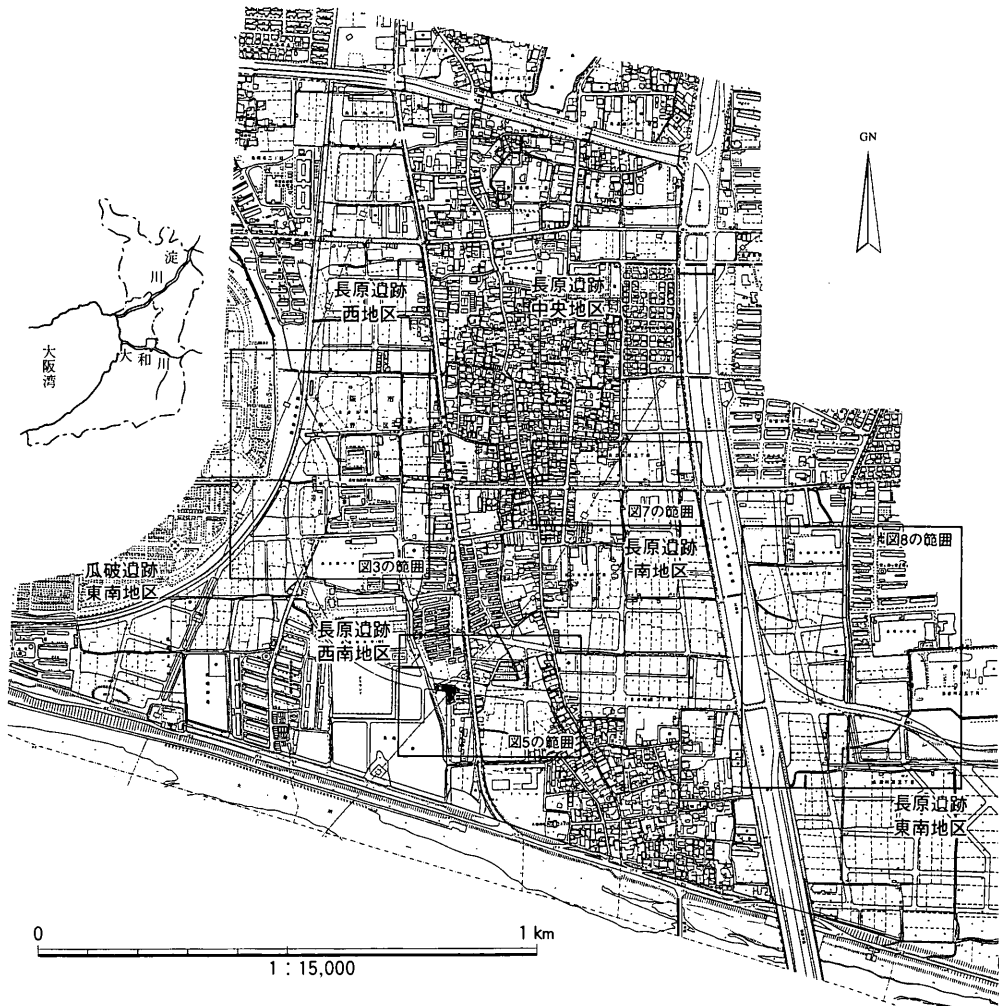 GN
淀
川
大和川
大阪湾
長原遺跡
西地区
長原遺跡
中央地区
図7の範囲
長原遺跡
南地区
図8の範囲
図3の範囲
瓜破遺跡
東南地区
長原遺跡
西南地区
図5の範囲
長原遺跡
東南地区
0
1 km
1 : 15,000